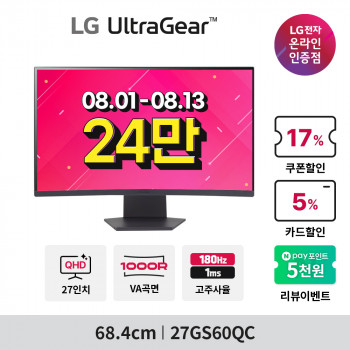 LG UltraGear™
LG전자
온라인
인증점
08.01-08.13
24만
17%
쿠폰할인
5%
카드할인
N pay포인트
5천원
리뷰이벤트
QHD
27인치
1000R
VA곡면
180Hz
1ms
고주사율
68.4cm | 27GS60QC